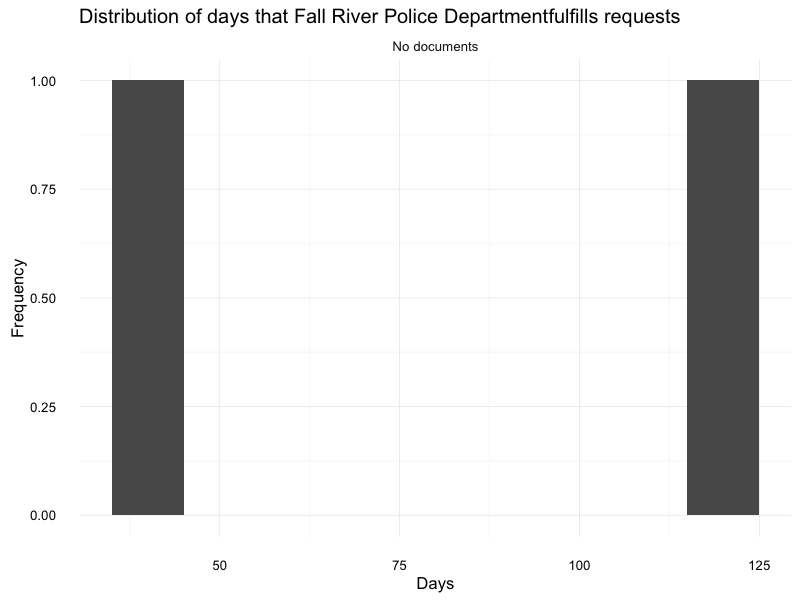 Distribution of days that Fall River Police Departmentfulfills requests
No documents
1.00
0.75
0.50
0.25
0.00
Frequency
50 75 100 125
Days